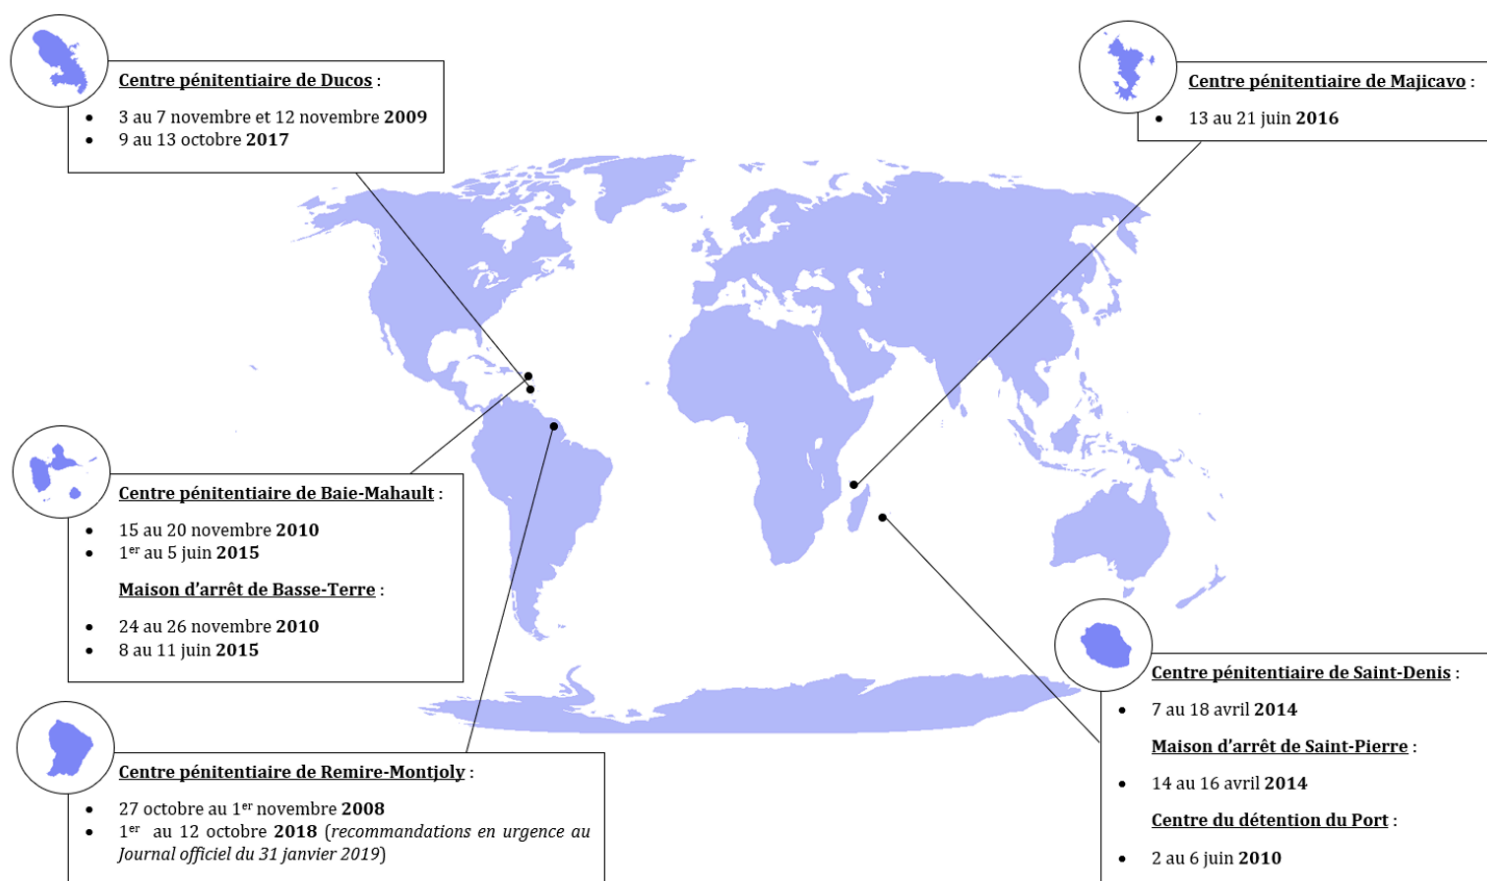 Centre pénitentiaire de Ducos :
• 3 au 7 novembre et 12 novembre 2009
• 9 au 13 octobre 2017
Centre pénitentiaire de Majicavo :
• 13 au 21 juin 2016
Centre pénitentiaire de Baie-Mahault :
• 15 au 20 novembre 2010
• 1er au 5 juin 2015
Maison d'arrêt de Basse-Terre :
• 24 au 26 novembre 2010
• 8 au 11 juin 2015
Centre pénitentiaire de Remire-Montjoly :
• 27 octobre au 1er novembre 2008
• 1er au 12 octobre 2018 (recommandations en urgence au
Journal officiel du 31 janvier 2019)
Centre pénitentiaire de Saint-Denis :
• 7 au 18 avril 2014
Maison d'arrêt de Saint-Pierre :
• 14 au 16 avril 2014
Centre du détention du Port :
• 2 au 6 juin 2010